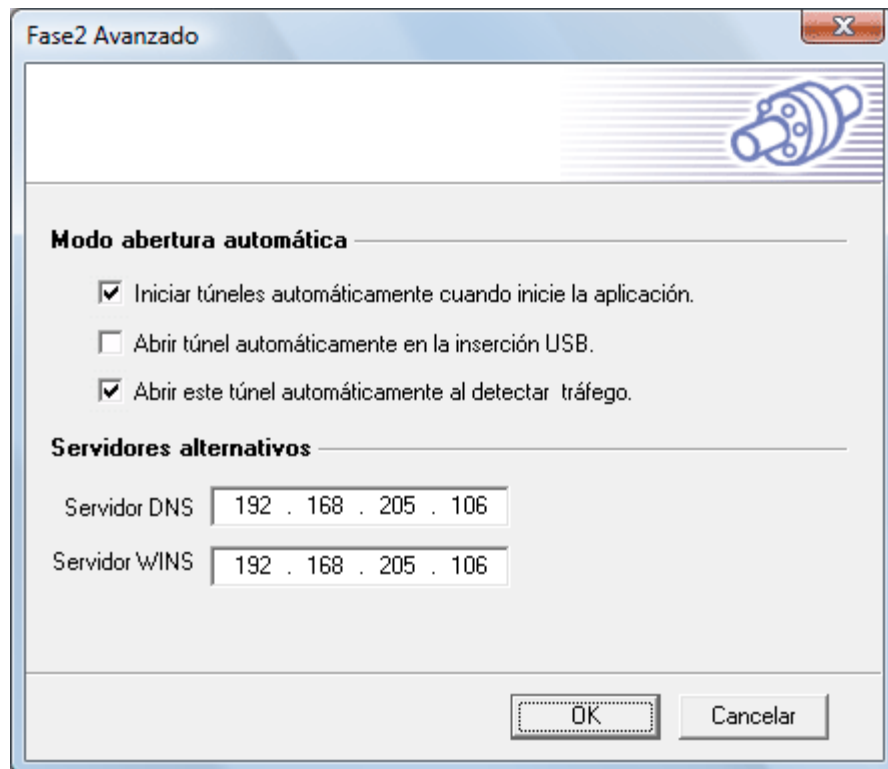 Fase2 Avanzado
Modo abertura automática
Iniciar túneles automáticamente cuando inicie la aplicación.
Abrir túnel automáticamente en la inserción USB.
Abrir este túnel automáticamente al detectar tráfego.
Servidores alternativos
Servidor DNS 192 . 168 . 205 . 106
Servidor WINS 192 . 168 . 205 . 106
OK Cancelar